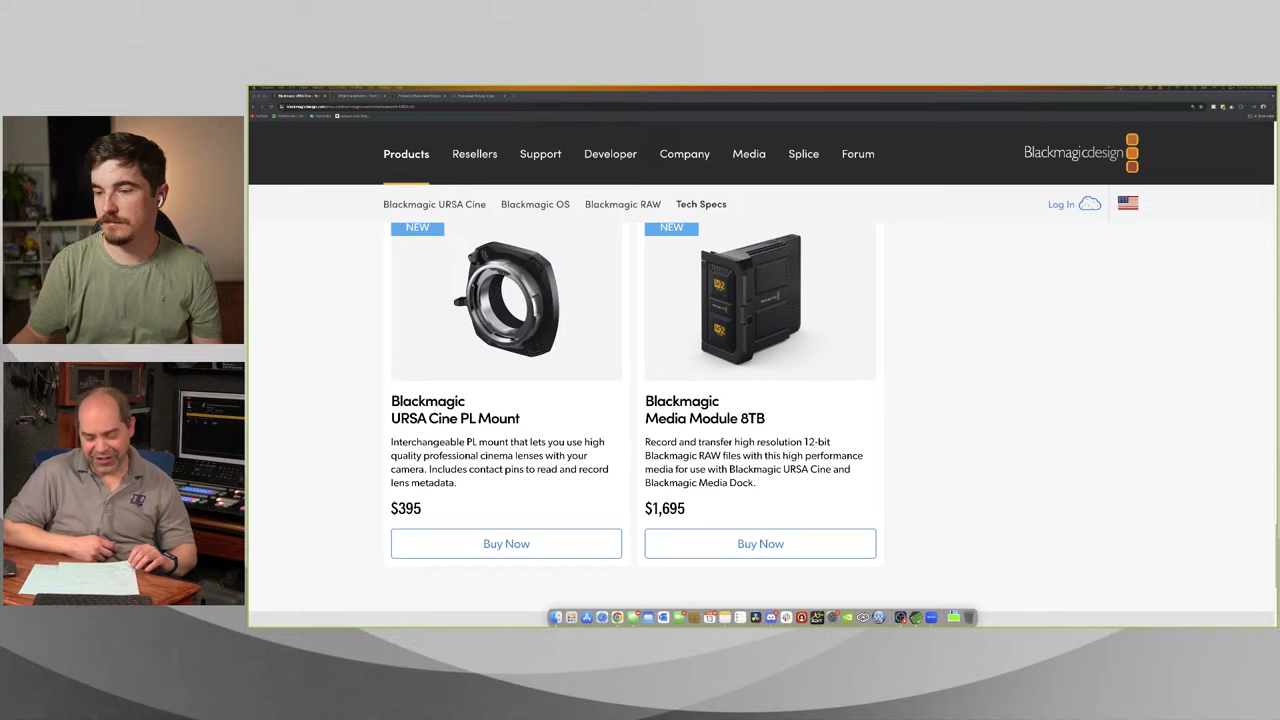 Products
Resellers
Support
Developer
Company
Media
Splice
Forum
Blackmagicdesign
Blackmagic URSA Cine
Blackmagic OS
Blackmagic RAW
Tech Specs
Log In
NEW
Blackmagic
URSA Cine PL Mount
Interchangeable PL mount that lets you use high
quality professional cinema lenses with your
camera. Includes contact pins to read and record
lens metadata.
$395
Buy Now
NEW
Blackmagic
Media Module 8TB
Record and transfer high resolution 12-bit
Blackmagic RAW files with this high performance
media for use with Blackmagic URSA Cine and
Blackmagic Media Dock.
$1,695
Buy Now